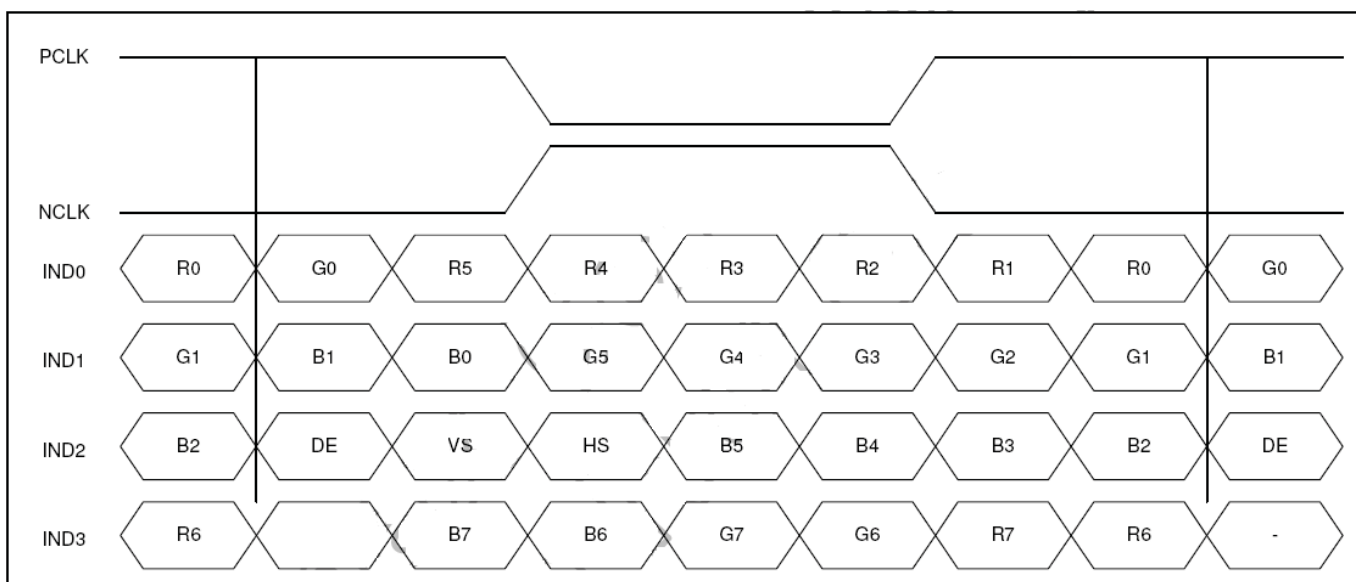 PCLK
NCLK
IND0 R0 G0 R5 R4 R3 R2 R1 R0 G0
IND1 G1 B1 B0 G5 G4 G3 G2 G1 B1
IND2 B2 DE VS HS B5 B4 B3 B2 DE
IND3 R6 B7 B6 G7 G6 R7 R6 -